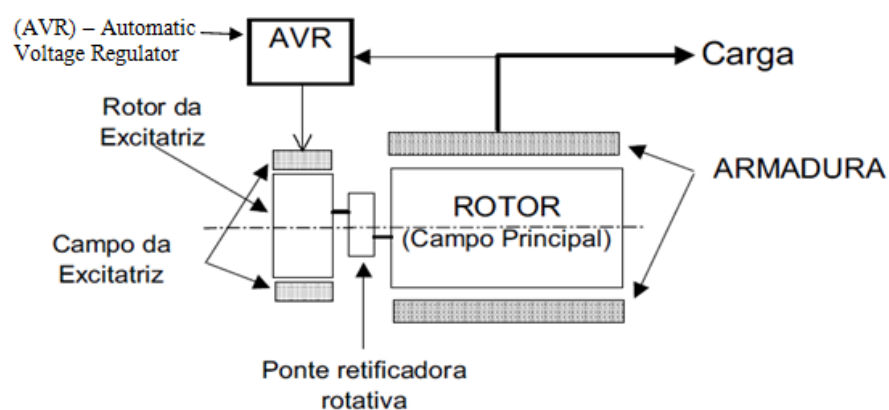 (AVR) – Automatic
Voltage Regulator
AVR
Carga
Rotor da
Excitatriz
ARMADURA
ROTOR
(Campo Principal)
Campo da
Excitatriz
Ponte retificadora
rotativa